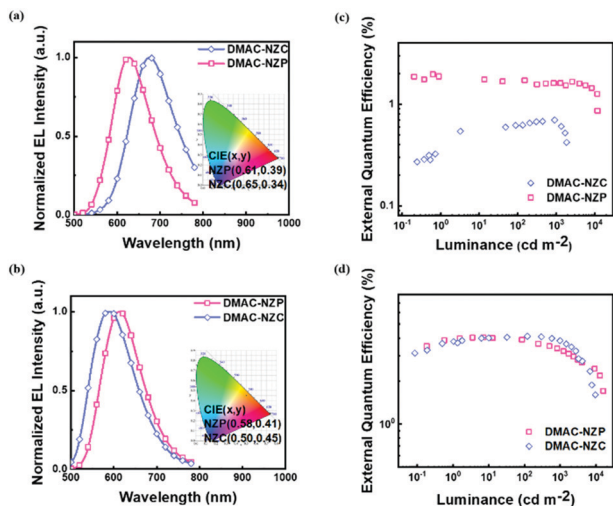 (a)
Normalized EL Intensity (a.u.)
1.0
0.5
0.0
DMAC-NZC
DMAC-NZP
CIE(x,y)
NZP(0.61,0.39)
NZC(0.65,0.34)
500 600 700 800 900 1000
Wavelength (nm)
(c)
External Quantum Efficiency (%)
1
0.1
DMAC-NZC
DMAC-NZP
10-1 100 101 102 103 104
Luminance (cd m-2)
(b)
Normalized EL Intensity (a.u.)
1.0
0.5
0.0
DMAC-NZP
DMAC-NZC
CIE(x,y)
NZP(0.58,0.41)
NZC(0.50,0.45)
500 600 700 800 900 1000
Wavelength (nm)
(d)
External Quantum Efficiency (%)
100
DMAC-NZP
DMAC-NZC
10-1 100 101 102 103 104
Luminance (cd m-2)